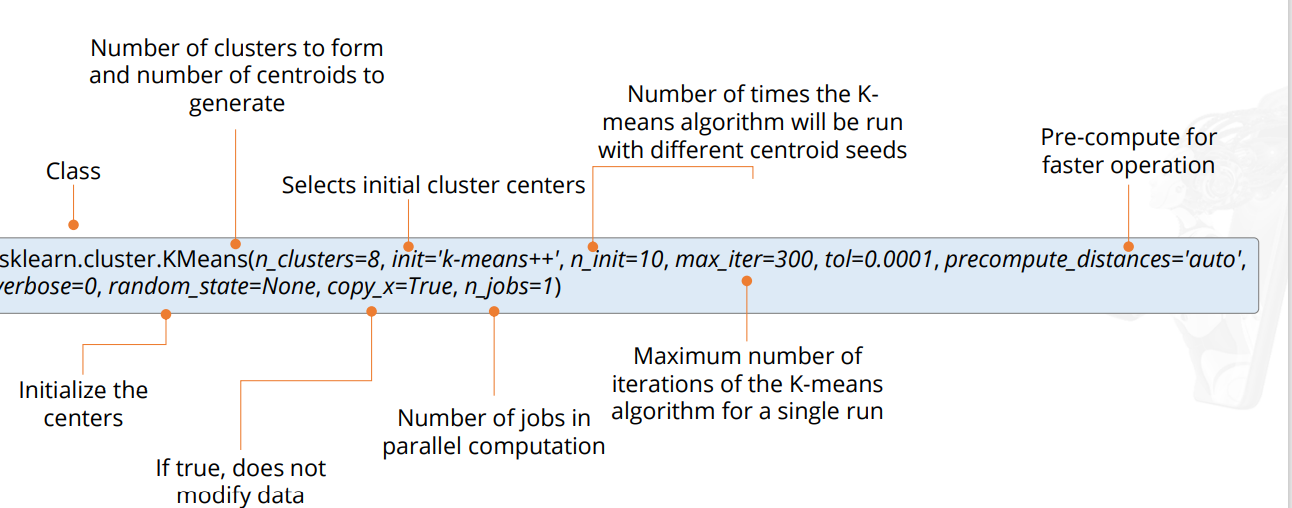 Number of clusters to form
and number of centroids to
generate
Number of times the K-
means algorithm will be run
with different centroid seeds
Pre-compute for
faster operation
Class
Selects initial cluster centers
sklearn.cluster.KMeans(n_clusters=8, init='k-means++', n_init=10, max_iter=300, tol=0.0001, precompute_distances='auto',
verbose=0, random_state=None, copy_x=True, n_jobs=1)
Initialize the
centers
If true, does not
modify data
Number of jobs in
parallel computation
Maximum number of
iterations of the K-means
algorithm for a single run